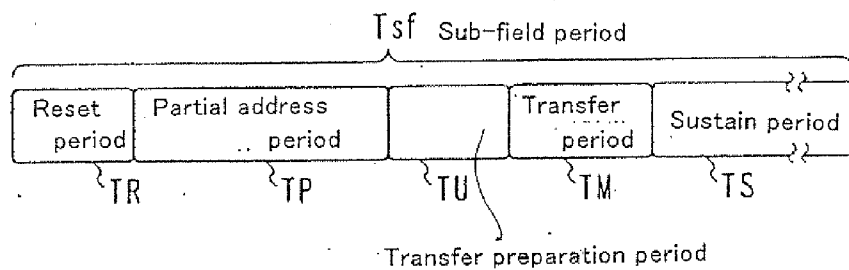 Tsf Sub-field period
Reset
period
Partial address
period
Transfer
period
Sustain period
TR
TP
TU
TM
TS
Transfer preparation period